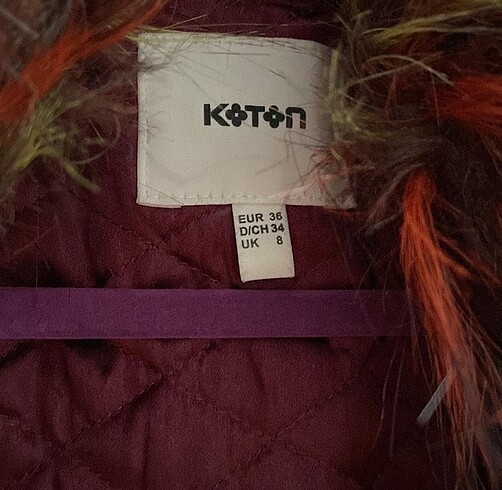 KOTON
EUR 36
D/CH 34
UK 8